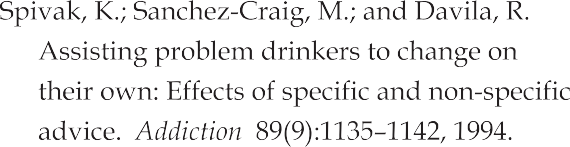 Spivak, K.; Sanchez-Craig, M.; and Davila, R.
Assisting problem drinkers to change on
their own: Effects of specific and non-specific
advice. Addiction 89(9):1135–1142, 1994.